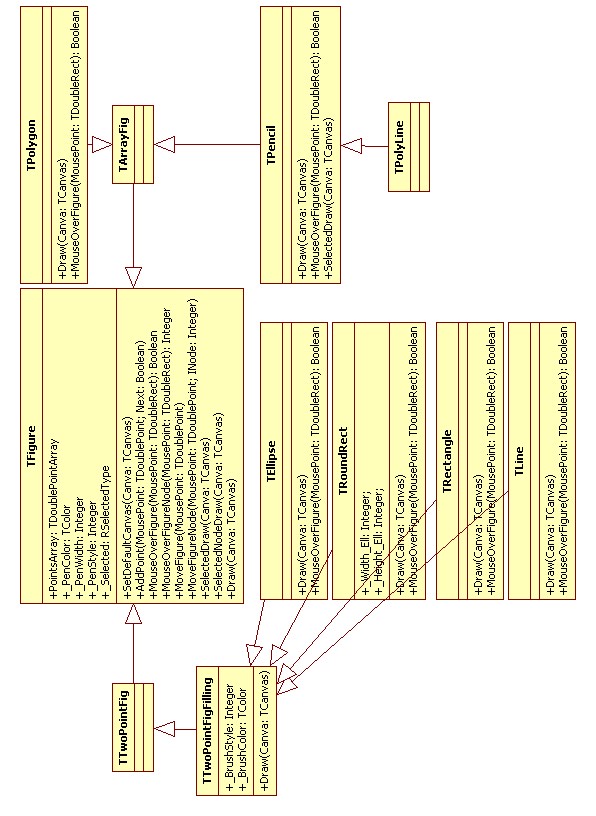 TPolygon
+Draw(Canva: TCanvas)
+MouseOverFigure(MousePoint: TDoubleRect): Boolean
TArrayFig
TPencil
+Draw(Canva: TCanvas)
+MouseOverFigure(MousePoint: TDoubleRect): Boolean
+SelectedDraw(Canva: TCanvas)
TPolyLine
TFigure
+PointsArray: TDoublePointArray
+_PenColor: TColor
+_PenWidth: Integer
+_PenStyle: Integer
+_Selected: RSelectedType
+SetDefaultCanvas(Canva: TCanvas)
+AddPoint(MousePoint: TDoublePoint; Next: Boolean)
+MouseOverFigure(MousePoint: TDoubleRect): Boolean
+MouseOverFigureNode(MousePoint: TDoubleRect): Integer
+MoveFigure(MousePoint: TDoublePoint)
+MoveFigureNode(MousePoint: TDoublePoint; INode: Integer)
+SelectedDraw(Canva: TCanvas)
+SelectedNodeDraw(Canva: TCanvas)
+Draw(Canva: TCanvas)
TEllipse
+Draw(Canva: TCanvas)
+MouseOverFigure(MousePoint: TDoubleRect): Boolean
TRoundRect
+_Width_Ell: Integer;
+_Height_Ell: Integer;
+Draw(Canva: TCanvas)
+MouseOverFigure(MousePoint: TDoubleRect): Boolean
TRectangle
+Draw(Canva: TCanvas)
+MouseOverFigure(MousePoint: TDoubleRect): Boolean
TLine
+Draw(Canva: TCanvas)
+MouseOverFigure(MousePoint: TDoubleRect): Boolean
TTwoPointFig
TTwoPointFigFilling
+_BrushStyle: Integer
+_BrushColor: TColor
+Draw(Canva: TCanvas)